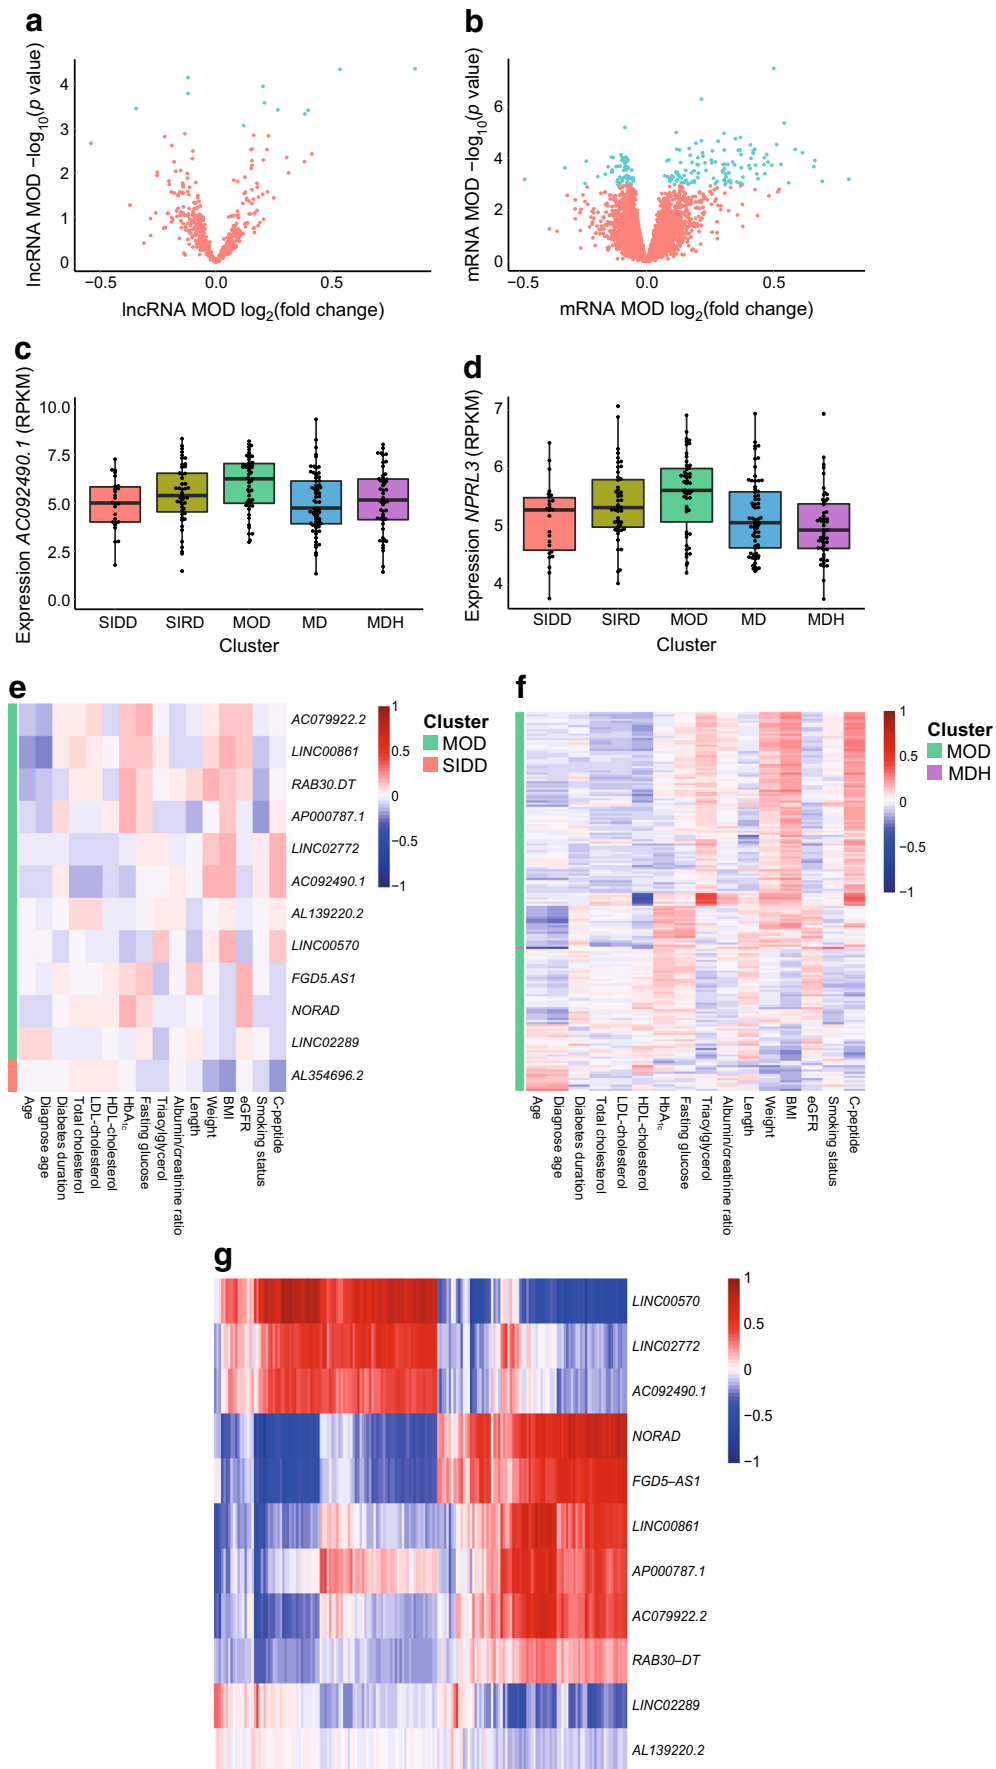 a
lncRNA MOD −log10(p value)
4
3
2
1
0
−0.5
0.0
0.5
lncRNA MOD log2(fold change)
b
mRNA MOD −log10(p value)
6
4
2
0
−0.5
0.0
0.5
mRNA MOD log2(fold change)
c
Expression AC092490.1 (RPKM)
10.0
7.5
5.0
2.5
0.0
SIDD
SIRD
MOD
MD
MDH
Cluster
d
Expression NPRL3 (RPKM)
7
6
5
4
SIDD
SIRD
MOD
MD
MDH
Cluster
e
AC079922.2
LINC00861
RAB30.DT
AP000787.1
LINC02772
AC092490.1
AL139220.2
LINC00570
FGD5.AS1
NORAD
LINC02289
AL354696.2
1
0.5
0
−0.5
−1
Cluster
MOD
SIDD
Age
Diagnose age
Diabetes duration
Total cholesterol
LDL-cholesterol
HDL-cholesterol
HbA1c
Fasting glucose
Triacylglycerol
Albumin/creatinine ratio
Length
Weight
BMI
eGFR
Smoking status
C-peptide
f
1
0.5
0
−0.5
−1
Cluster
MOD
MDH
Age
Diagnose age
Diabetes duration
Total cholesterol
LDL-cholesterol
HDL-cholesterol
HbA1c
Fasting glucose
Triacylglycerol
Albumin/creatinine ratio
Length
Weight
BMI
eGFR
Smoking status
C-peptide
g
LINC00570
LINC02772
AC092490.1
NORAD
FGD5–AS1
LINC00861
AP000787.1
AC079922.2
RAB30–DT
LINC02289
AL139220.2
1
0.5
0
−0.5
−1